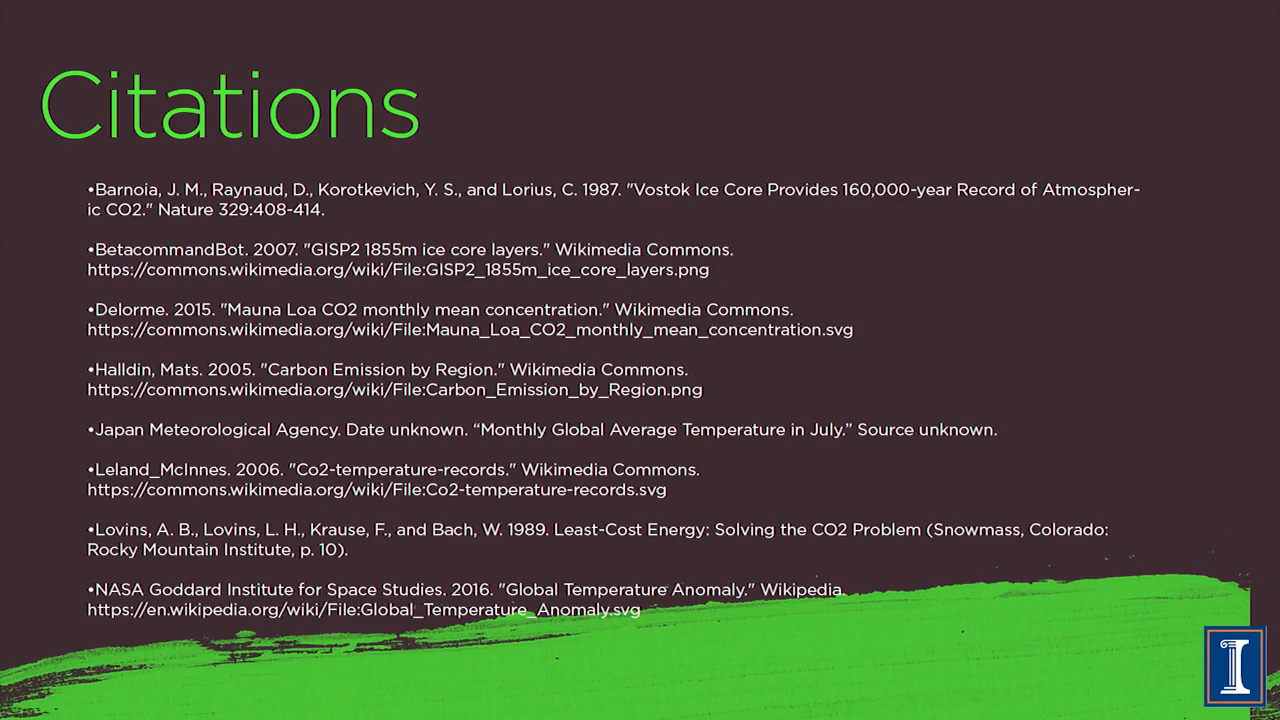 Citations
•Barnoia, J. M., Raynaud, D., Korotkevich, Y. S., and Lorius, C. 1987. "Vostok Ice Core Provides 160,000-year Record of Atmospher-
ic CO2." Nature 329:408-414.
•BetacommandBot. 2007. "GISP2 1855m ice core layers." Wikimedia Commons.
https://commons.wikimedia.org/wiki/File:GISP2_1855m_ice_core_layers.png
•Delorme. 2015. "Mauna Loa CO2 monthly mean concentration." Wikimedia Commons.
https://commons.wikimedia.org/wiki/File:Mauna_Loa_CO2_monthly_mean_concentration.svg
•Halldin, Mats. 2005. "Carbon Emission by Region." Wikimedia Commons.
https://commons.wikimedia.org/wiki/File:Carbon_Emission_by_Region.png
•Japan Meteorological Agency. Date unknown. “Monthly Global Average Temperature in July.” Source unknown.
•Leland_McInnes. 2006. "Co2-temperature-records." Wikimedia Commons.
https://commons.wikimedia.org/wiki/File:Co2-temperature-records.svg
•Lovins, A. B., Lovins, L. H., Krause, F., and Bach, W. 1989. Least-Cost Energy: Solving the CO2 Problem (Snowmass, Colorado:
Rocky Mountain Institute, p. 10).
•NASA Goddard Institute for Space Studies. 2016. "Global Temperature Anomaly." Wikipedia.
https://en.wikipedia.org/wiki/File:Global_Temperature_Anomaly.svg
I